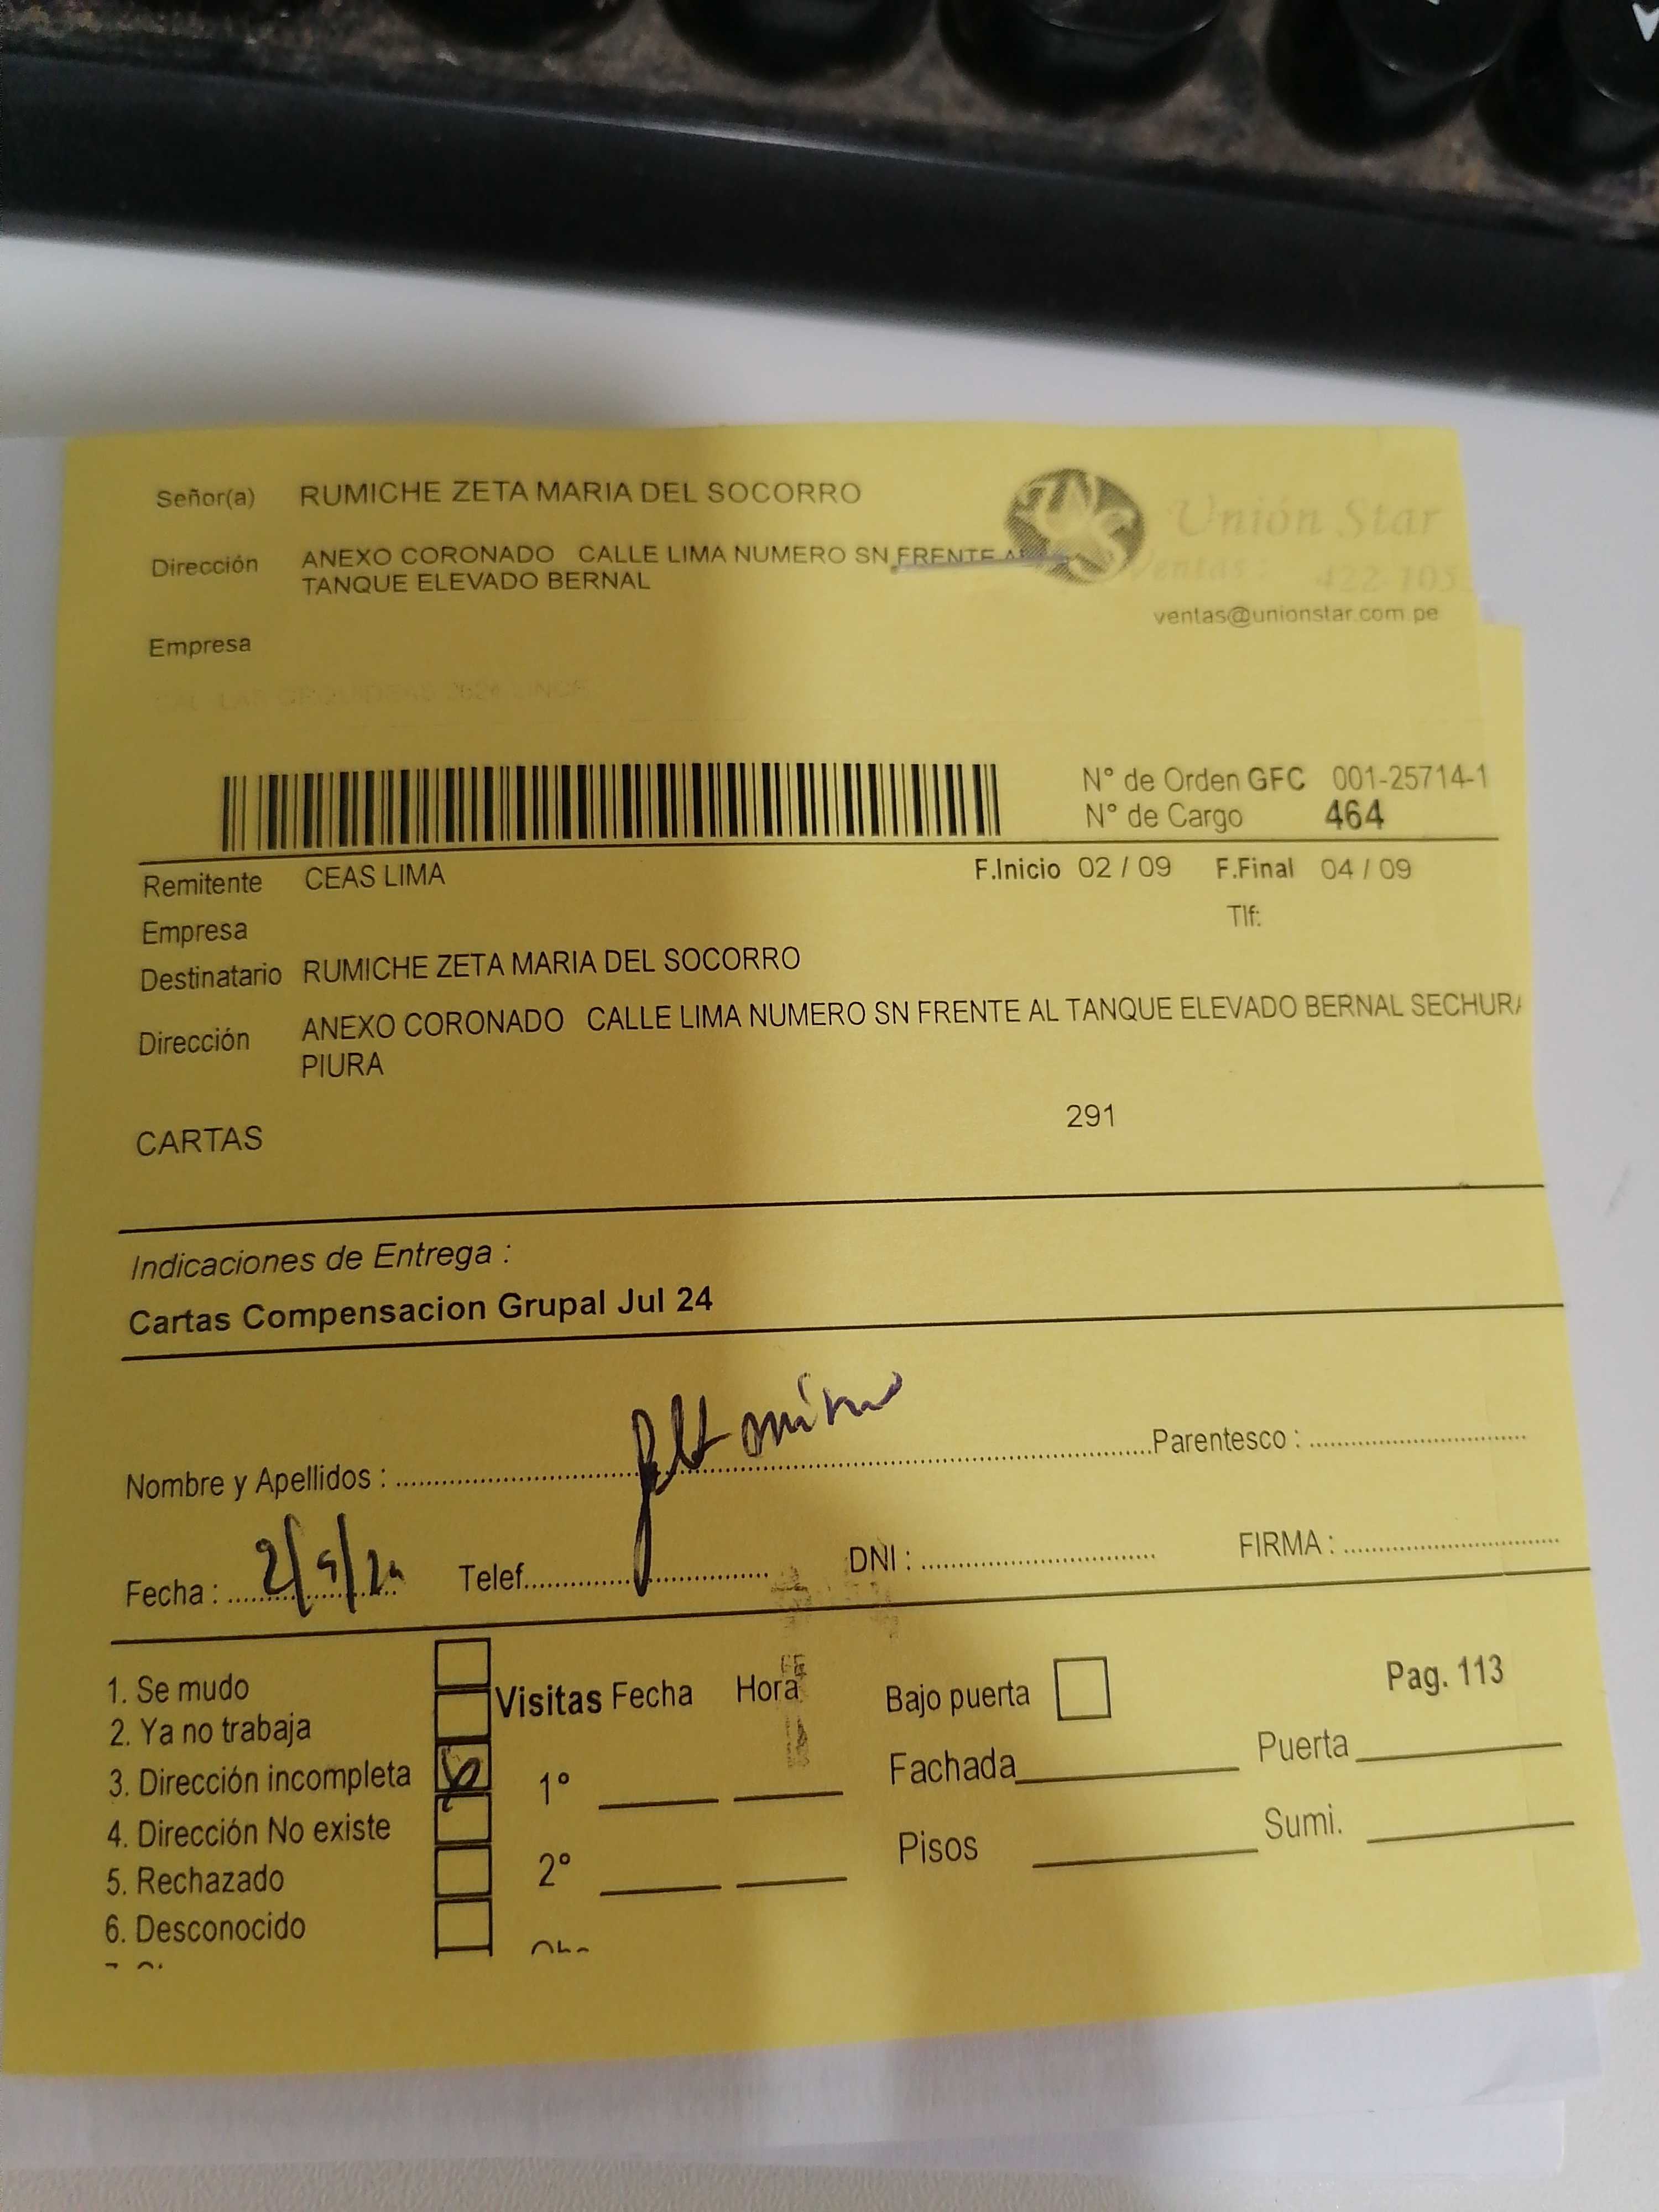 Señor(a) RUMICHE ZETA MARIA DEL SOCORRO
Unión Star
Dirección ANEXO CORONADO CALLE LIMA NUMERO SN FRENTE
TANQUE ELEVADO BERNAL
Ventas: 422-105
ventas@unionstar.com.pe
Empresa
N° de Orden GFC 001-25714-1
N° de Cargo 464
Remitente CEAS LIMA F.Inicio 02 / 09 F.Final 04 / 09
Empresa Tlf:
Destinatario RUMICHE ZETA MARIA DEL SOCORRO
Dirección ANEXO CORONADO CALLE LIMA NUMERO SN FRENTE AL TANQUE ELEVADO BERNAL SECHURA
PIURA
CARTAS 291
Indicaciones de Entrega :
Cartas Compensacion Grupal Jul 24
Nombre y Apellidos : Parentesco :
Fecha : 2/9/24 Telef. DNI : FIRMA :
1. Se mudo
2. Ya no trabaja
3. Dirección incompleta
4. Dirección No existe
5. Rechazado
6. Desconocido
Visitas Fecha Hora
1°
2°
Bajo puerta Pag. 113
Fachada Puerta
Pisos Sumi.